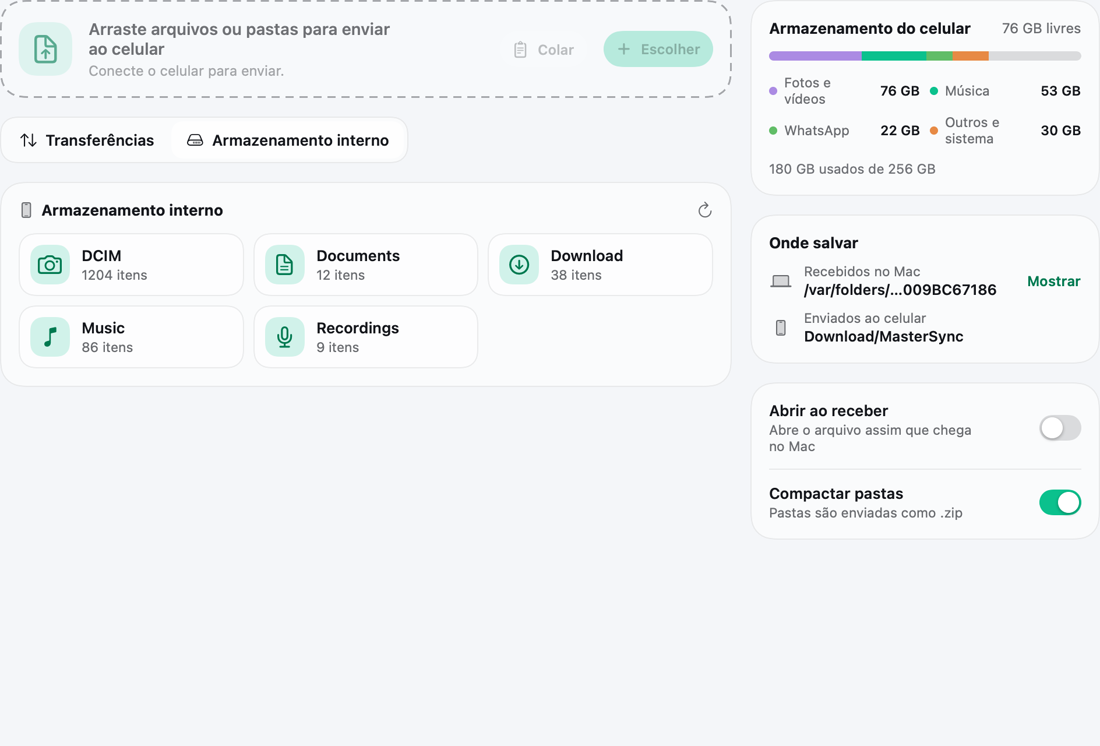 Arraste arquivos ou pastas para enviar
ao celular
Conecte o celular para enviar.
Colar
Escolher
Transferências
Armazenamento interno
Armazenamento interno
DCIM
1204 itens
Documents
12 itens
Download
38 itens
Music
86 itens
Recordings
9 itens
Armazenamento do celular
76 GB livres
Fotos e
vídeos
76 GB
Música
53 GB
WhatsApp
22 GB
Outros e
sistema
30 GB
180 GB usados de 256 GB
Onde salvar
Recebidos no Mac
/var/folders/...009BC67186
Mostrar
Enviados ao celular
Download/MasterSync
Abrir ao receber
Abre o arquivo assim que chega
no Mac
Compactar pastas
Pastas são enviadas como .zip